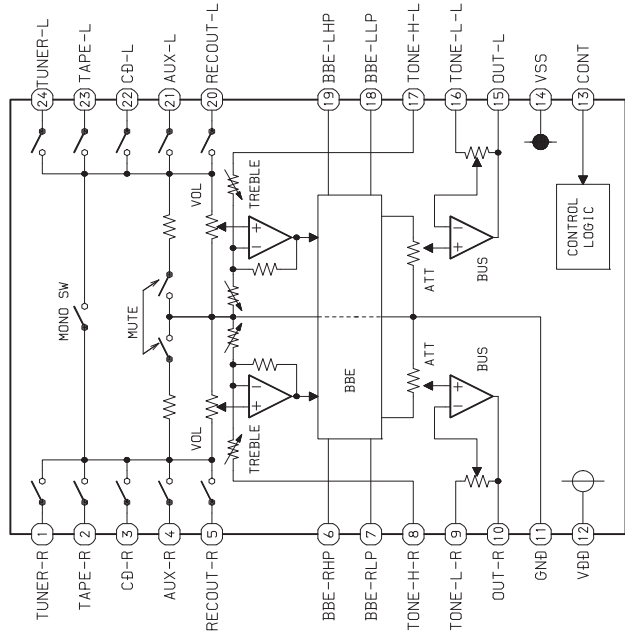 24
23
22
21
20
19
18
17
16
15
14
13
TUNER-L
TAPE-L
CD-L
AUX-L
RECOUT-L
BBE-LHP
BBE-LLP
TONE-H-L
TONE-L-L
OUT-L
VSS
CONT
MONO SW
MUTE
VOL
VOL
TREBLE
TREBLE
+
−
+
−
BBE
ATT
ATT
+
−
+
−
BUS
BUS
CONTROL
LOGIC
1
2
3
4
5
6
7
8
9
10
11
12
TUNER-R
TAPE-R
CD-R
AUX-R
RECOUT-R
BBE-RHP
BBE-RLP
TONE-H-R
TONE-L-R
OUT-R
GND
VDD